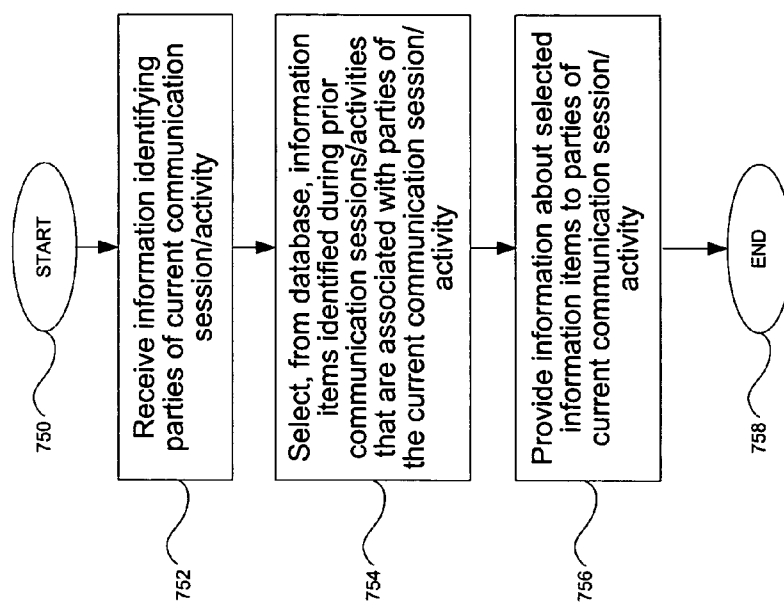 START
750
Receive information identifying
parties of current communication
session/activity
752
Select, from database, information
items identified during prior
communication sessions/activities
that are associated with parties of
the current communication session/
activity
754
Provide information about selected
information items to parties of
current communication session/
activity
756
END
758